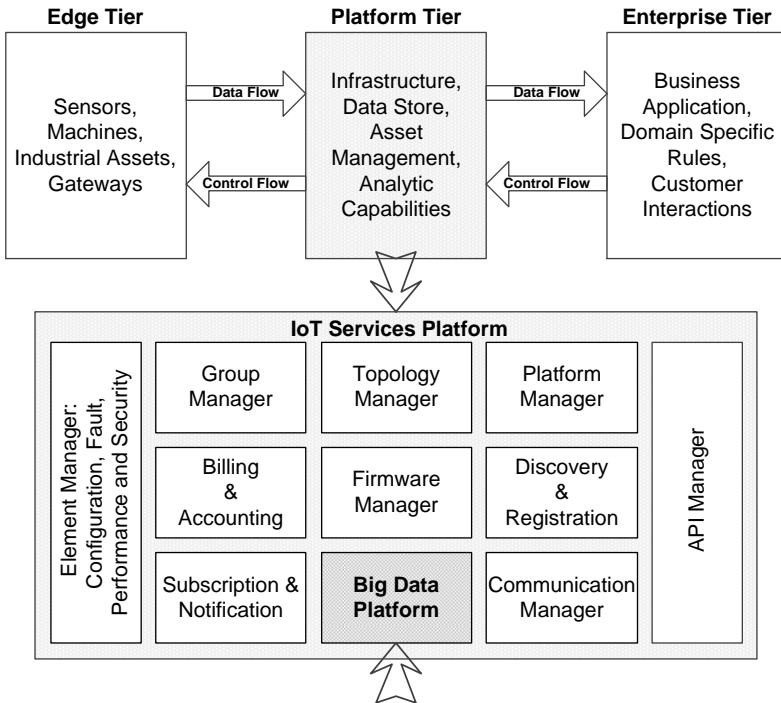 Edge Tier
Platform Tier
Enterprise Tier
Sensors,
Machines,
Industrial Assets,
Gateways
Data Flow
Control Flow
Infrastructure,
Data Store,
Asset
Management,
Analytic
Capabilities
Data Flow
Control Flow
Business
Application,
Domain Specific
Rules,
Customer
Interactions
IoT Services Platform
Element Manager:
Configuration, Fault,
Performance and Security
Group
Manager
Topology
Manager
Platform
Manager
Billing
&
Accounting
Firmware
Manager
Discovery
&
Registration
Subscription &
Notification
Big Data
Platform
Communication
Manager
API Manager